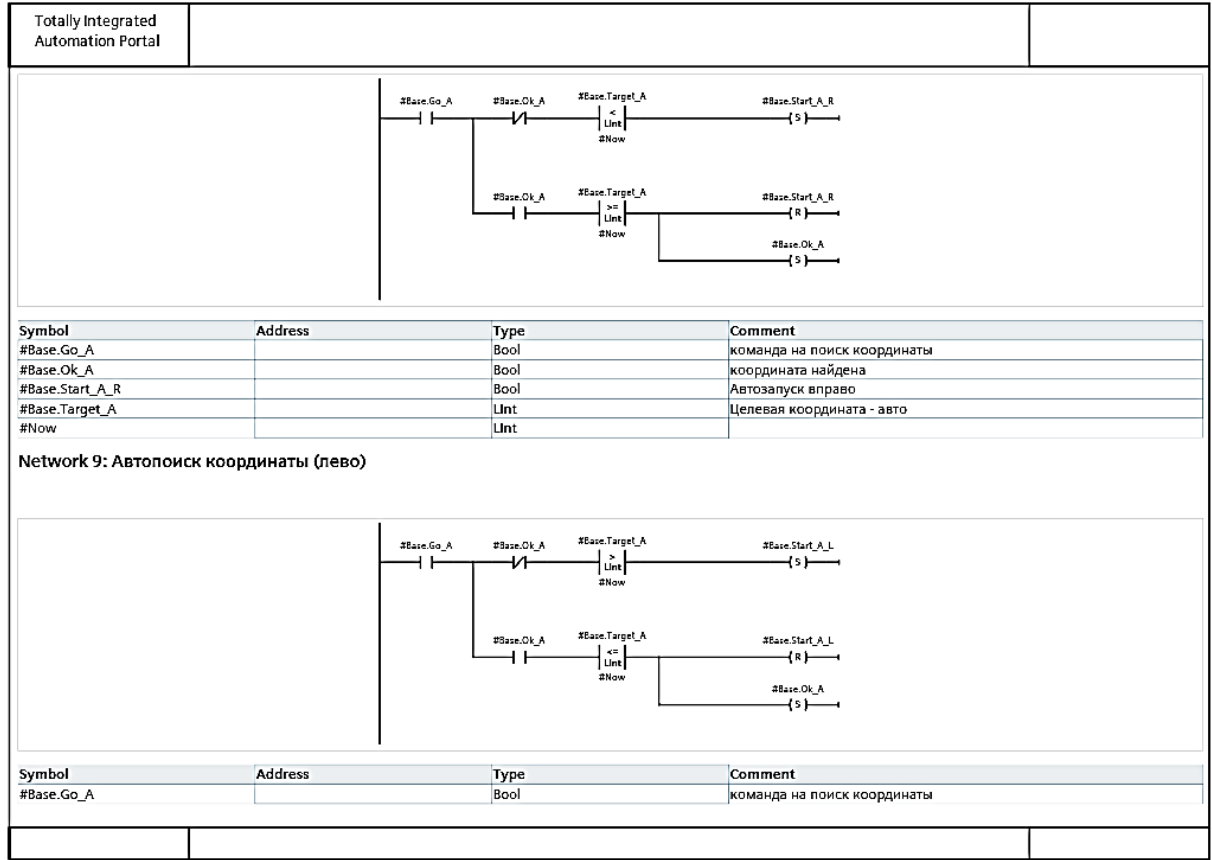 Totally Integrated
Automation Portal
#Base.Go_A #Base.Ok_A #Base.Target_A #Base.Start_A_R
< S
LInt
#Now
#Base.Ok_A #Base.Target_A #Base.Start_A_R
>= R
LInt
#Now
#Base.Ok_A
S
Symbol Address Type Comment
#Base.Go_A Bool команда на поиск координаты
#Base.Ok_A Bool координата найдена
#Base.Start_A_R Bool Автозапуск вправо
#Base.Target_A LInt Целевая координата - авто
#Now LInt
Network 9: Автопоиск координаты (лево)
#Base.Go_A #Base.Ok_A #Base.Target_A #Base.Start_A_L
> S
LInt
#Now
#Base.Ok_A #Base.Target_A #Base.Start_A_L
<= R
LInt
#Now
#Base.Ok_A
S
Symbol Address Type Comment
#Base.Go_A Bool команда на поиск координаты